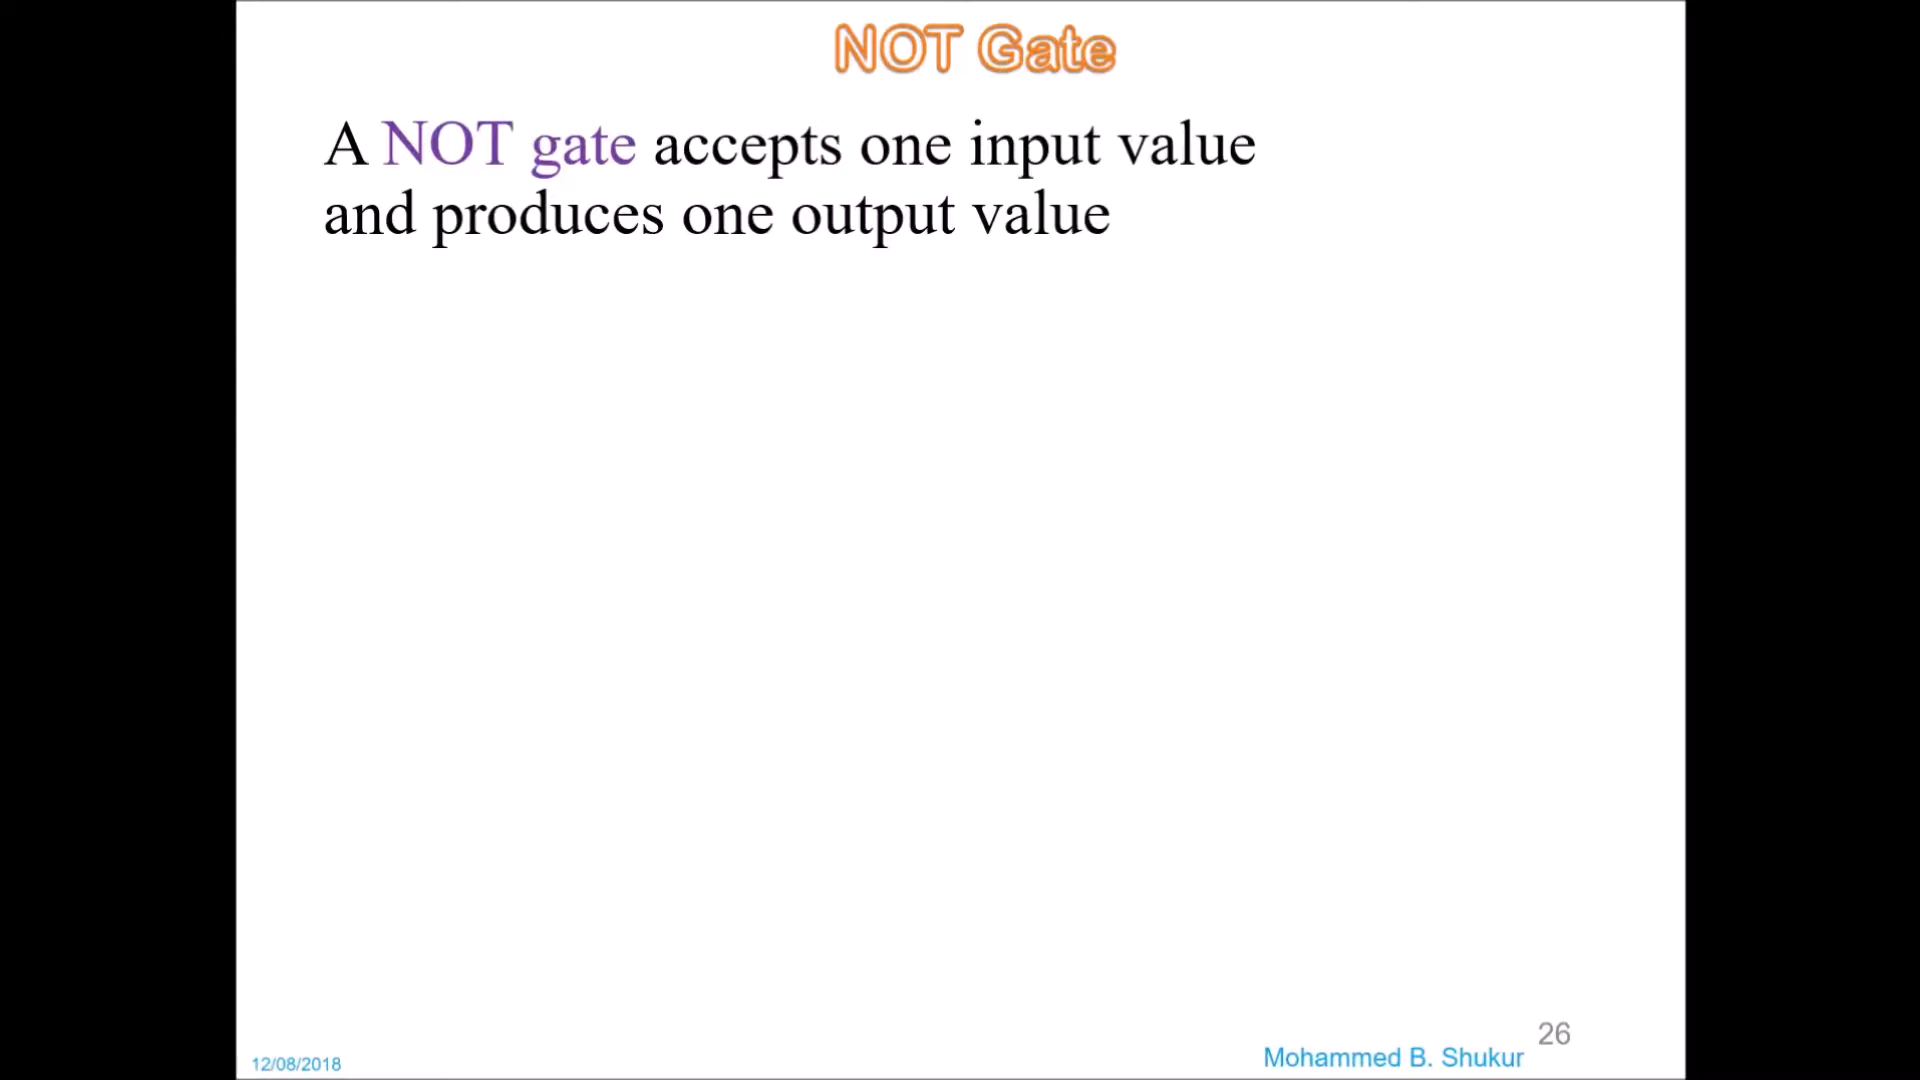 NOT Gate
A NOT gate accepts one input value
and produces one output value
26
Mohammed B. Shukur
12/08/2018